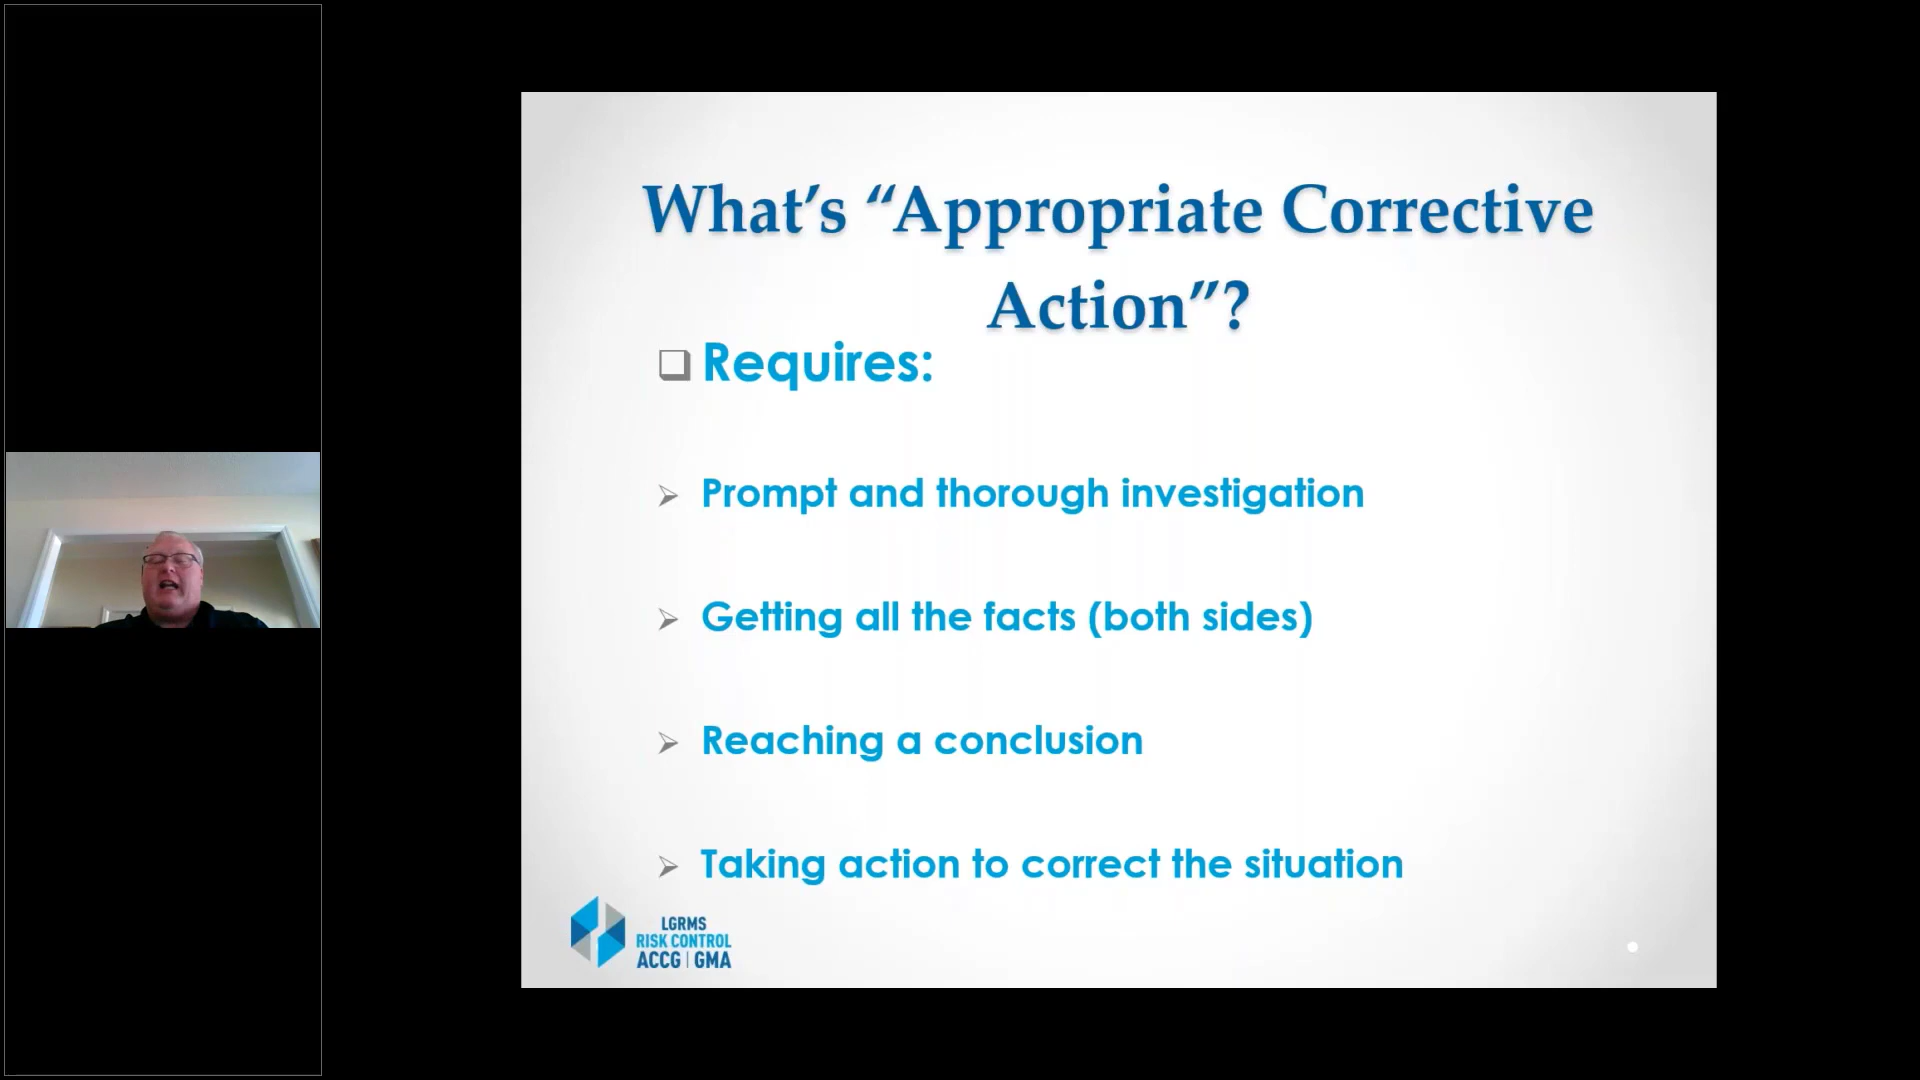 What’s “Appropriate Corrective
Action”?
Requires:
Prompt and thorough investigation
Getting all the facts (both sides)
Reaching a conclusion
Taking action to correct the situation
LGRMS
RISK CONTROL
ACCG | GMA